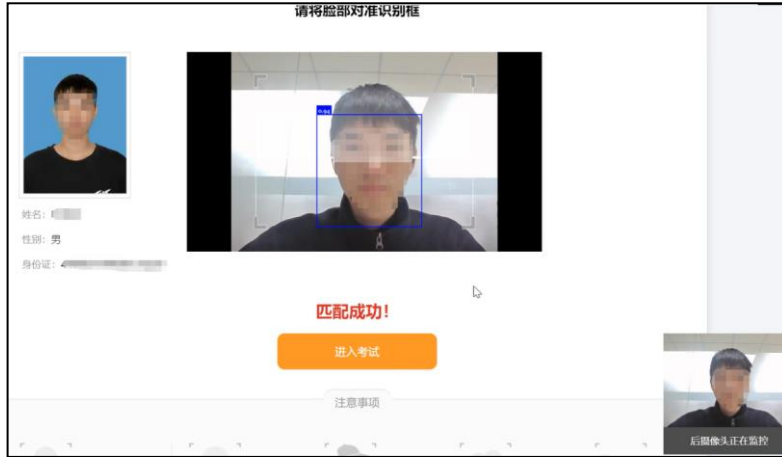 请将脸部对准识别框
姓名：
性别：男
身份证：
匹配成功！
进入考试
注意事项
后摄像头正在监控